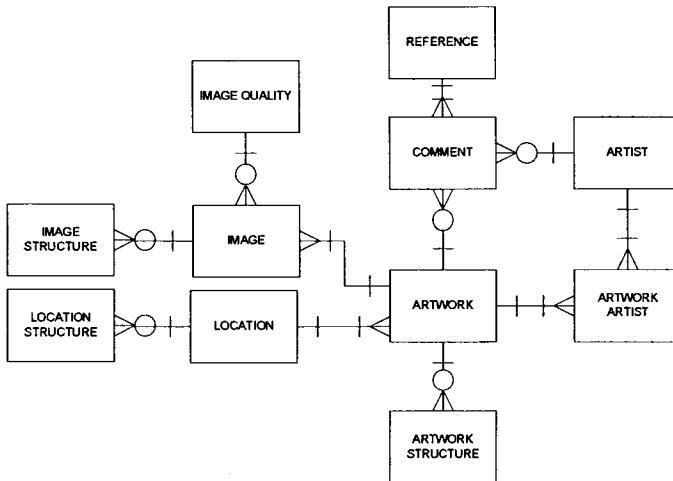 REFERENCE
IMAGE QUALITY
COMMENT
ARTIST
IMAGE
STRUCTURE
IMAGE
LOCATION
STRUCTURE
LOCATION
ARTWORK
ARTWORK
ARTIST
ARTWORK
STRUCTURE